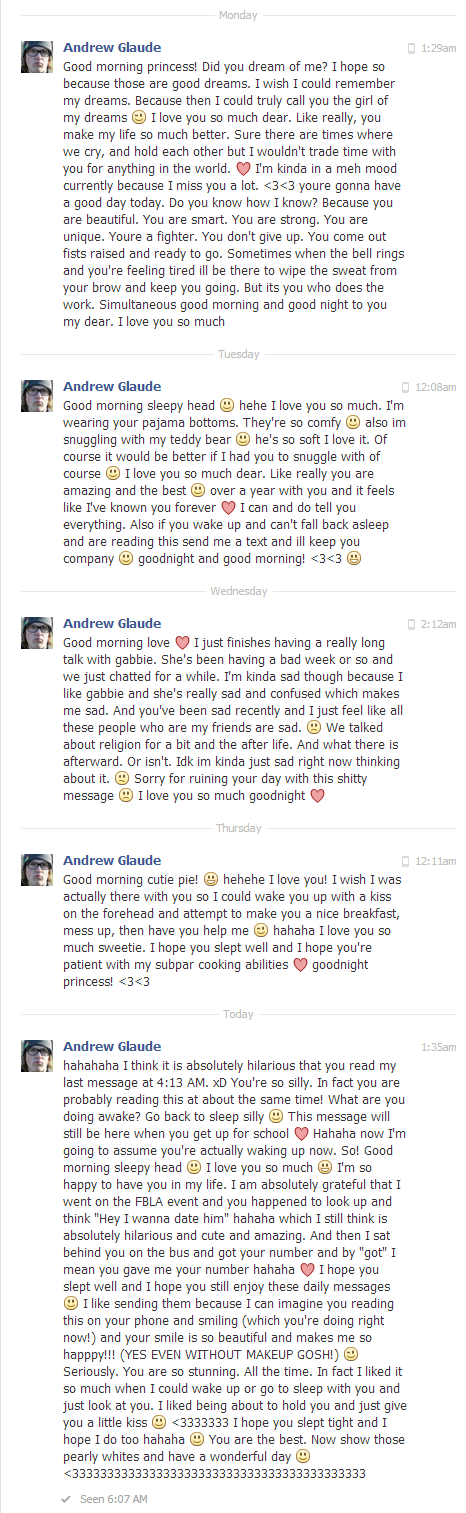 Monday
Andrew Glaude
1:29am
Good morning princess! Did you dream of me? I hope so
because those are good dreams. I wish I could remember
my dreams. Because then I could truly call you the girl of
my dreams 🙂 I love you so much dear. Like really, you
make my life so much better. Sure there are times where
we cry, and hold each other but I wouldn't trade time with
you for anything in the world. ❤ I'm kinda in a meh mood
currently because I miss you a lot. <3<3 youre gonna have
a good day today. Do you know how I know? Because you
are beautiful. You are smart. You are strong. You are
unique. Youre a fighter. You don't give up. You come out
fists raised and ready to go. Sometimes when the bell rings
and you're feeling tired ill be there to wipe the sweat from
your brow and keep you going. But its you who does the
work. Simultaneous good morning and good night to you
my dear. I love you so much
Tuesday
Andrew Glaude
12:08am
Good morning sleepy head 🙂 hehe I love you so much. I'm
wearing your pajama bottoms. They're so comfy 🙂 also im
snuggling with my teddy bear 🙂 he's so soft I love it. Of
course it would be better if I had you to snuggle with of
course 🙂 I love you so much dear. Like really you are
amazing and the best 🙂 over a year with you and it feels
like I've known you forever ❤ I can and do tell you
everything. Also if you wake up and can't fall back asleep
and are reading this send me a text and ill keep you
company 🙂 goodnight and good morning! <3<3 😁
Wednesday
Andrew Glaude
2:12am
Good morning love ❤ I just finishes having a really long
talk with gabbie. She's been having a bad week or so and
we just chatted for a while. I'm kinda sad though because I
like gabbie and she's really sad and confused which makes
me sad. And you've been sad recently and I just feel like all
these people who are my friends are sad. 🙁 We talked
about religion for a bit and the after life. And what there is
afterward. Or isn't. Idk im kinda just sad right now thinking
about it. 🙁 Sorry for ruining your day with this shitty
message 🙁 I love you so much goodnight ❤
Thursday
Andrew Glaude
12:11am
Good morning cutie pie! 😁 hehehe I love you! I wish I was
actually there with you so I could wake you up with a kiss
on the forehead and attempt to make you a nice breakfast,
mess up, then have you help me 🙂 hahaha I love you so
much sweetie. I hope you slept well and I hope you're
patient with my subpar cooking abilities ❤ goodnight
princess! <3<3
Today
Andrew Glaude
1:35am
hahahaha I think it is absolutely hilarious that you read my
last message at 4:13 AM. xD You're so silly. In fact you are
probably reading this at about the same time! What are you
doing awake? Go back to sleep silly 🙂 This message will
still be here when you get up for school ❤ Hahaha now I'm
going to assume you're actually waking up now. So! Good
morning sleepy head 🙂 I love you so much 😁 I'm so
happy to have you in my life. I am absolutely grateful that I
went on the FBLA event and you happened to look up and
think "Hey I wanna date him" hahaha which I still think is
absolutely hilarious and cute and amazing. And then I sat
behind you on the bus and got your number and by "got" I
mean you gave me your number hahaha ❤ I hope you
slept well and I hope you still enjoy these daily messages
🙂 I like sending them because I can imagine you reading
this on your phone and smiling (which you're doing right
now!) and your smile is so beautiful and makes me so
happpy!!! (YES EVEN WITHOUT MAKEUP GOSH!) 🙂
Seriously. You are so stunning. All the time. In fact I liked it
so much when I could wake up or go to sleep with you and
just look at you. I liked being about to hold you and just give
you a little kiss 🙂 <3333333 I hope you slept tight and I
hope I do too hahaha 🙂 You are the best. Now show those
pearly whites and have a wonderful day 🙂
<333333333333333333333333333333333333333333
Seen 6:07 AM